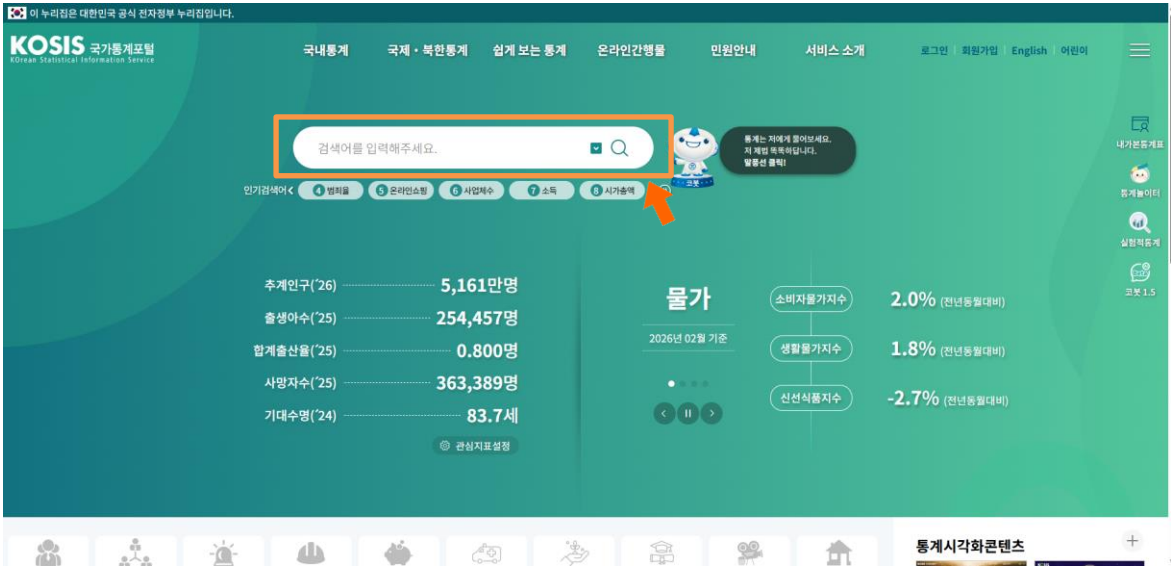 이 누리집은 대한민국 공식 전자정부 누리집입니다.
KOSIS 국가통계포털
KOrean Statistical Information Service
국내통계 국제・북한통계 쉽게 보는 통계 온라인간행물 민원안내 서비스 소개
로그인 회원가입 English 어린이
검색어를 입력해주세요.
통계는 저에게 물어보세요.
저 제법 똑똑하답니다.
말풍선 클릭!
코봇
인기검색어 4 범죄율 5 온라인쇼핑 6 사업체수 7 소득 8 시가총액
내가본통계표
통계놀이터
실험적통계
코봇 1.5
추계인구(´26) 5,161만명
출생아수(´25) 254,457명
합계출산율(´25) 0.800명
사망자수(´25) 363,389명
기대수명(´24) 83.7세
관심지표설정
물가
2026년 02월 기준
소비자물가지수 2.0% (전년동월대비)
생활물가지수 1.8% (전년동월대비)
신선식품지수 -2.7% (전년동월대비)
통계시각화콘텐츠